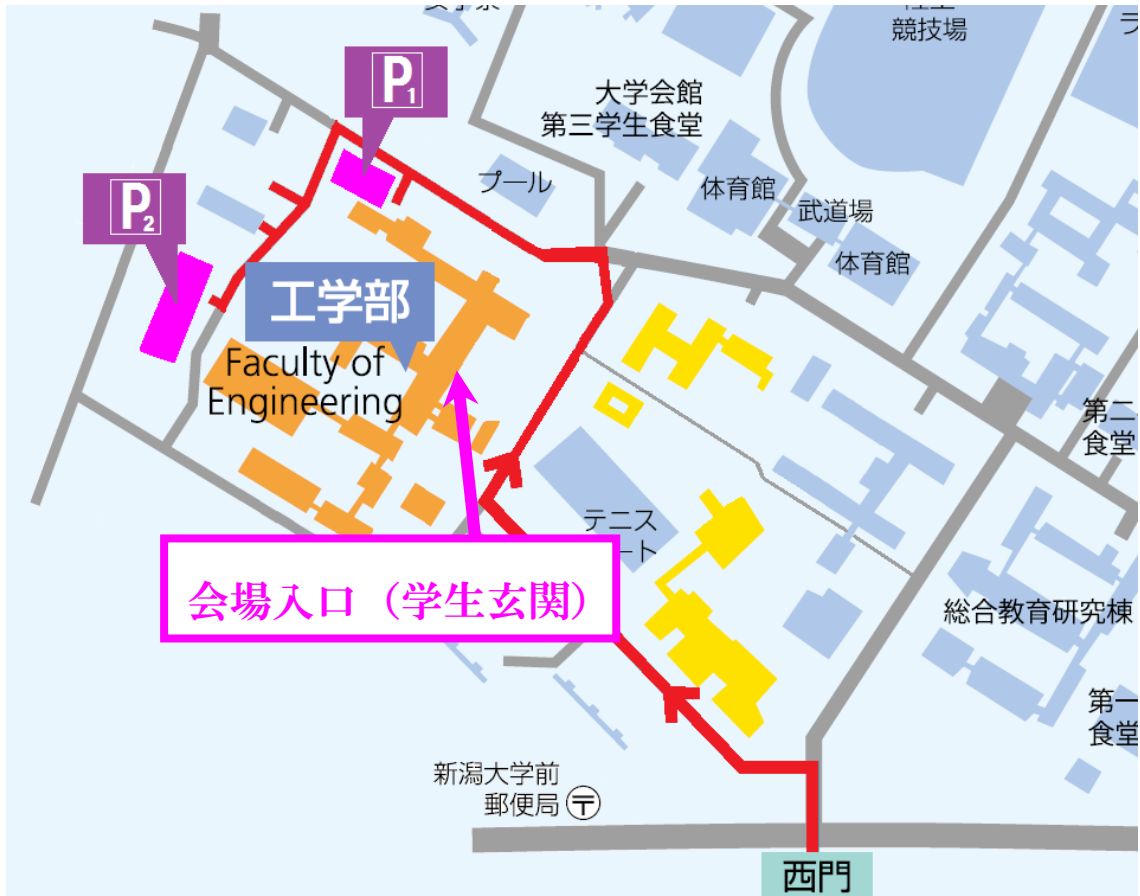 競技場
P1
大学会館
第三学生食堂
プール
体育館
武道場
P2
体育館
工学部
Faculty of
Engineering
第二
食堂
テニス
ート
会場入口（学生玄関）
総合教育研究棟
第一
食堂
新潟大学前
郵便局 〒
西門